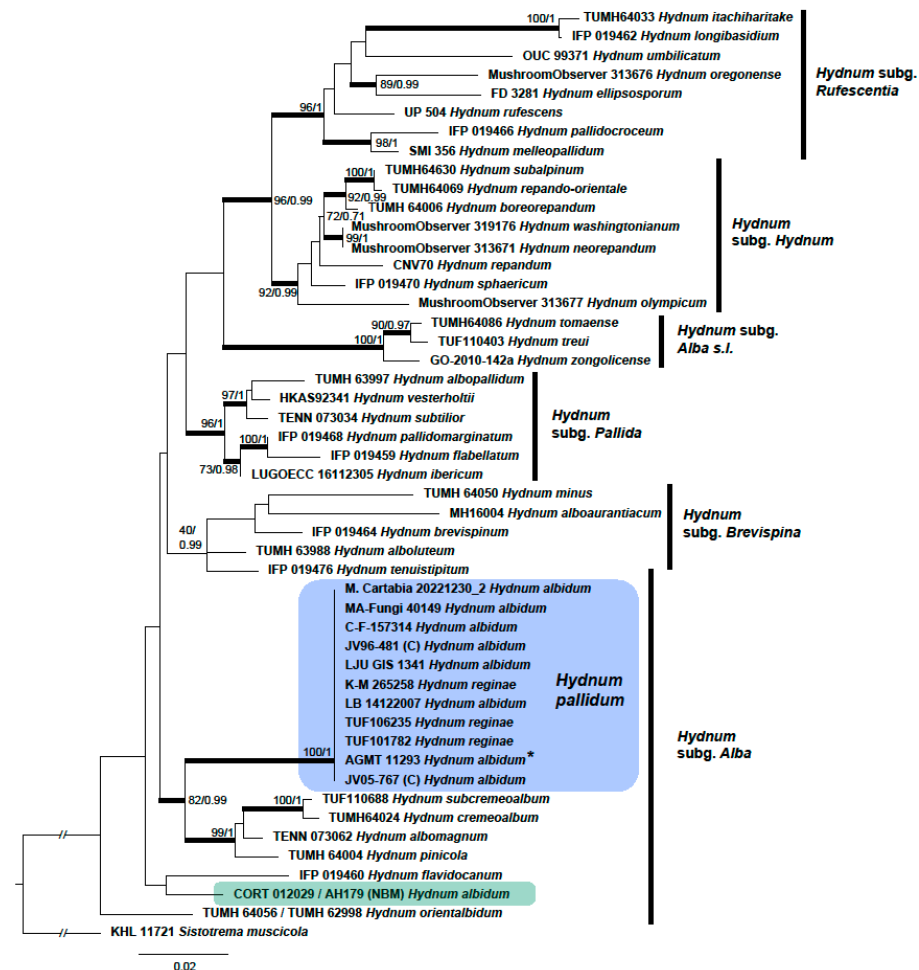 100/1
TUMH64033 Hydnum itachiharitake
IFP 019462 Hydnum longibasidium
OUC 99371 Hydnum umbilicatum
MushroomObserver 313676 Hydnum oregonense
89/0.99
FD 3281 Hydnum ellipsosporum
96/1
UP 504 Hydnum rufescens
IFP 019466 Hydnum pallidocroceum
98/1
SMI 356 Hydnum melleopallidum
Hydnum subg.
Rufescentia
TUMH64630 Hydnum subalpinum
100/1
TUMH64069 Hydnum repando-orientale
92/0.99
96/0.99
TUMH 64006 Hydnum boreorepandum
72/0.71
MushroomObserver 319176 Hydnum washingtonianum
99/1
MushroomObserver 313671 Hydnum neorepandum
CNV70 Hydnum repandum
IFP 019470 Hydnum sphaericum
92/0.99
MushroomObserver 313677 Hydnum olympicum
Hydnum
subg. Hydnum
90/0.97
TUMH64086 Hydnum tomaense
100/1
TUF110403 Hydnum treui
GO-2010-142a Hydnum zongolicense
Hydnum subg.
Alba s.l.
TUMH 63997 Hydnum albopallidum
97/1
HKAS92341 Hydnum vesterholtii
96/1
TENN 073034 Hydnum subtilior
100/1
IFP 019468 Hydnum pallidomarginatum
IFP 019459 Hydnum flabellatum
73/0.98
LUGOECC 16112305 Hydnum ibericum
Hydnum
subg. Pallida
TUMH 64050 Hydnum minus
MH16004 Hydnum alboaurantiacum
IFP 019464 Hydnum brevispinum
40/
0.99
TUMH 63988 Hydnum alboluteum
IFP 019476 Hydnum tenuistipitum
Hydnum
subg. Brevispina
M. Cartabia 20221230_2 Hydnum albidum
MA-Fungi 40149 Hydnum albidum
C-F-157314 Hydnum albidum
JV96-481 (C) Hydnum albidum
LJU GIS 1341 Hydnum albidum
K-M 265258 Hydnum reginae
LB 14122007 Hydnum albidum
TUF106235 Hydnum reginae
TUF101782 Hydnum reginae
100/1
AGMT 11293 Hydnum albidum*
JV05-767 (C) Hydnum albidum
Hydnum
pallidum
82/0.99
100/1
TUF110688 Hydnum subcremeoalbum
TUMH64024 Hydnum cremeoalbum
99/1
TENN 073062 Hydnum albomagnum
TUMH 64004 Hydnum pinicola
IFP 019460 Hydnum flavidocanum
CORT 012029 / AH179 (NBM) Hydnum albidum
TUMH 64056 / TUMH 62998 Hydnum orientalbidum
Hydnum
subg. Alba
KHL 11721 Sistotrema muscicola
0.02